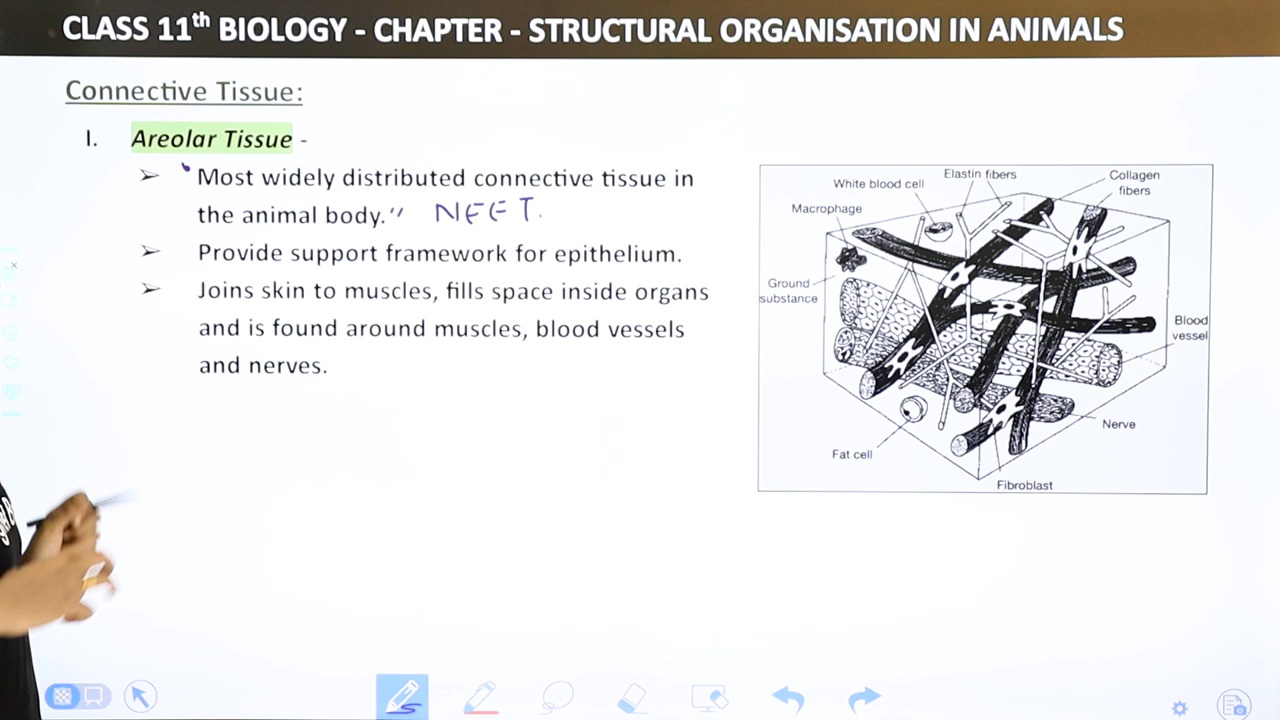 CLASS 11th BIOLOGY - CHAPTER - STRUCTURAL ORGANISATION IN ANIMALS
Connective Tissue:
I. Areolar Tissue -
➢ Most widely distributed connective tissue in
the animal body.” NEET.
➢ Provide support framework for epithelium.
➢ Joins skin to muscles, fills space inside organs
and is found around muscles, blood vessels
and nerves.
Elastin fibers
Collagen
fibers
White blood cell
Macrophage
Ground
substance
Blood
vessel
Nerve
Fat cell
Fibroblast